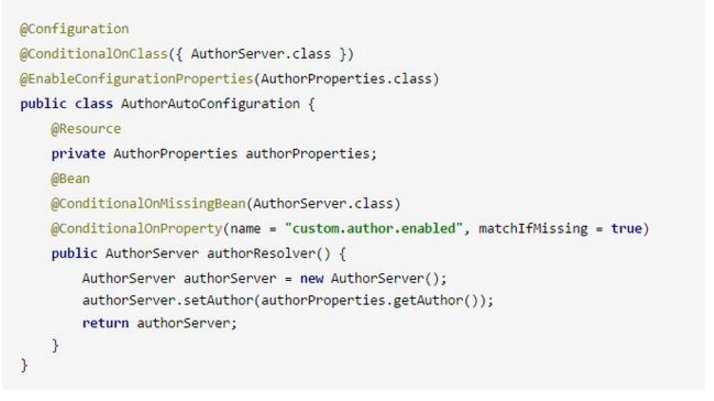 @Configuration
@ConditionalOnClass({ AuthorServer.class })
@EnableConfigurationProperties(AuthorProperties.class)
public class AuthorAutoConfiguration {
    @Resource
    private AuthorProperties authorProperties;
    @Bean
    @ConditionalOnMissingBean(AuthorServer.class)
    @ConditionalOnProperty(name = "custom.author.enabled", matchIfMissing = true)
    public AuthorServer authorResolver() {
        AuthorServer authorServer = new AuthorServer();
        authorServer.setAuthor(authorProperties.getAuthor());
        return authorServer;
    }
}